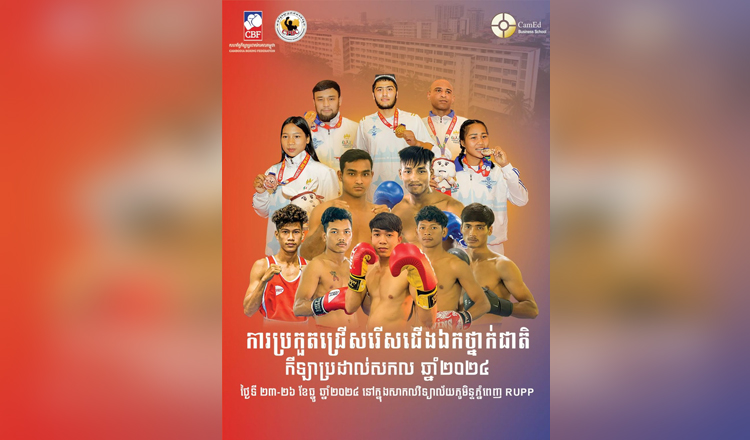 CBF
CAMBODIA BOXING FEDERATION
CamEd
Business School
ការប្រកួតជ្រើសរើសជើងឯកថ្នាក់ជាតិ
កីឡាប្រដាល់សកល ឆ្នាំ២០២៤
ថ្ងៃទី ២៣-២៦ ខែធ្នូ ឆ្នាំ២០២៤ នៅក្នុងសាកលវិទ្យាល័យភូមិន្ទភ្នំពេញ RUPP